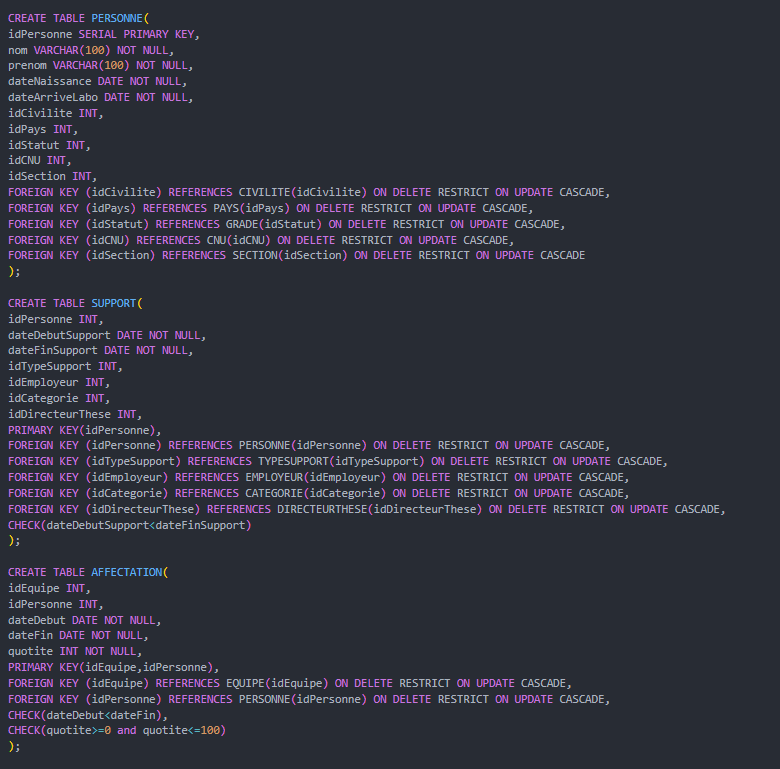 CREATE TABLE PERSONNE(
idPersonne SERIAL PRIMARY KEY,
nom VARCHAR(100) NOT NULL,
prenom VARCHAR(100) NOT NULL,
dateNaissance DATE NOT NULL,
dateArriveLabo DATE NOT NULL,
idCivilite INT,
idPays INT,
idStatut INT,
idCNU INT,
idSection INT,
FOREIGN KEY (idCivilite) REFERENCES CIVILITE(idCivilite) ON DELETE RESTRICT ON UPDATE CASCADE,
FOREIGN KEY (idPays) REFERENCES PAYS(idPays) ON DELETE RESTRICT ON UPDATE CASCADE,
FOREIGN KEY (idStatut) REFERENCES GRADE(idStatut) ON DELETE RESTRICT ON UPDATE CASCADE,
FOREIGN KEY (idCNU) REFERENCES CNU(idCNU) ON DELETE RESTRICT ON UPDATE CASCADE,
FOREIGN KEY (idSection) REFERENCES SECTION(idSection) ON DELETE RESTRICT ON UPDATE CASCADE
);
CREATE TABLE SUPPORT(
idPersonne INT,
dateDebutSupport DATE NOT NULL,
dateFinSupport DATE NOT NULL,
idTypeSupport INT,
idEmployeur INT,
idCategorie INT,
idDirecteurThese INT,
PRIMARY KEY(idPersonne),
FOREIGN KEY (idPersonne) REFERENCES PERSONNE(idPersonne) ON DELETE RESTRICT ON UPDATE CASCADE,
FOREIGN KEY (idTypeSupport) REFERENCES TYPESUPPORT(idTypeSupport) ON DELETE RESTRICT ON UPDATE CASCADE,
FOREIGN KEY (idEmployeur) REFERENCES EMPLOYEUR(idEmployeur) ON DELETE RESTRICT ON UPDATE CASCADE,
FOREIGN KEY (idCategorie) REFERENCES CATEGORIE(idCategorie) ON DELETE RESTRICT ON UPDATE CASCADE,
FOREIGN KEY (idDirecteurThese) REFERENCES DIRECTEURTHESE(idDirecteurThese) ON DELETE RESTRICT ON UPDATE CASCADE,
CHECK(dateDebutSupport<dateFinSupport)
);
CREATE TABLE AFFECTATION(
idEquipe INT,
idPersonne INT,
dateDebut DATE NOT NULL,
dateFin DATE NOT NULL,
quotite INT NOT NULL,
PRIMARY KEY(idEquipe,idPersonne),
FOREIGN KEY (idEquipe) REFERENCES EQUIPE(idEquipe) ON DELETE RESTRICT ON UPDATE CASCADE,
FOREIGN KEY (idPersonne) REFERENCES PERSONNE(idPersonne) ON DELETE RESTRICT ON UPDATE CASCADE,
CHECK(dateDebut<dateFin),
CHECK(quotite>=0 and quotite<=100)
);